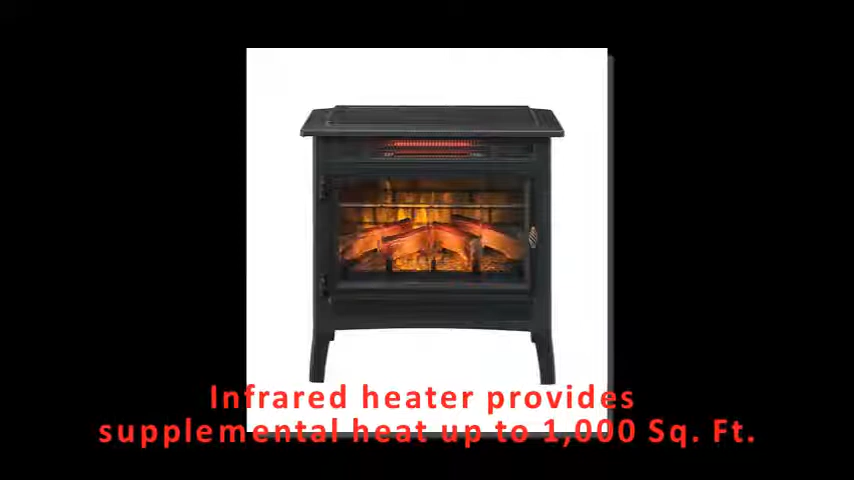 Infrared heater provides
supplemental heat up to 1,000 Sq. Ft.